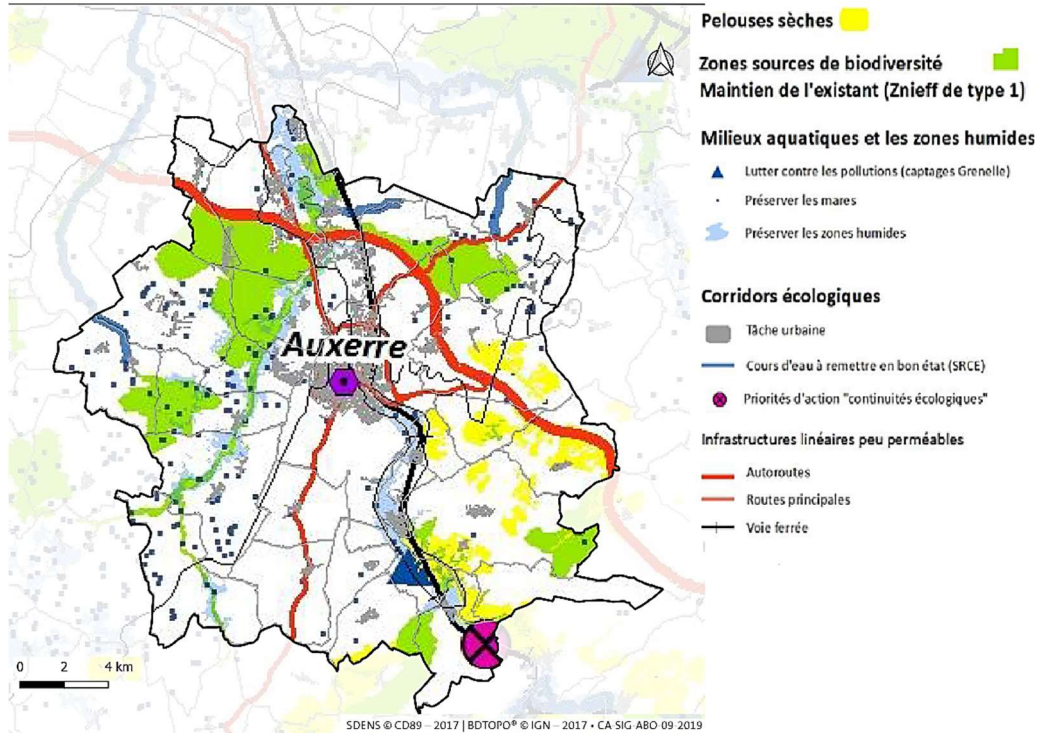 Pelouses sèches
Zones sources de biodiversité
Maintien de l'existant (Znieff de type 1)
Milieux aquatiques et les zones humides
Lutter contre les pollutions (captages Grenelle)
Préserver les mares
Préserver les zones humides
Corridors écologiques
Tâche urbaine
Cours d'eau à remettre en bon état (SRCE)
Priorités d'action "continuités écologiques"
Infrastructures linéaires peu perméables
Autoroutes
Routes principales
Voie ferrée
Auxerre
0 2 4 km
SDENS © CD89 – 2017 | BDTOPO® © IGN – 2017 • CA-SIG-ABO-09-2019